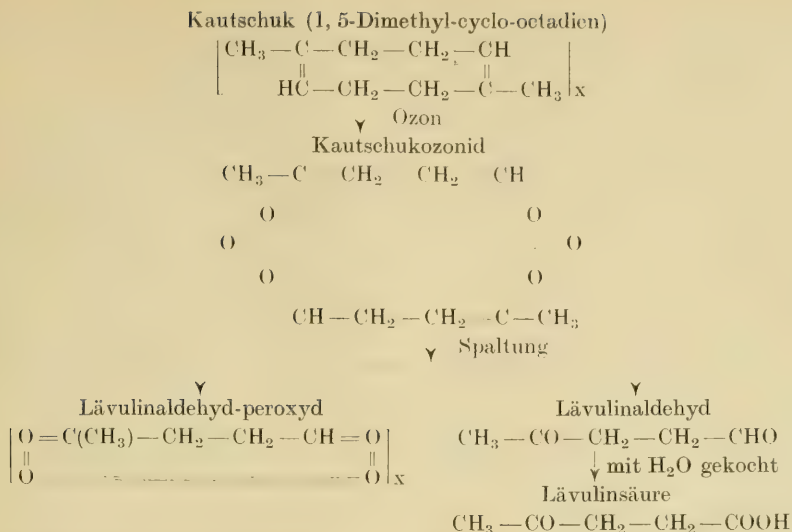 Kautschuk (1, 5-Dimethyl-cyclo-octadien)
CH₃—C—CH₂—CH₂—CH
|| ||
HC—CH₂—CH₂—C—CH₃ x
Ozon
Kautschukozonid
CH₃—C CH₂ CH₂ CH
O O
O O
O O
CH—CH₂—CH₂-C—CH₃
Spaltung
Lävulinaldehyd-peroxyd Lävulinaldehyd
O=C(CH₃)—CH₂—CH₂—CH=O CH₃—CO—CH₂—CH₂—CHO
|| || mit H₂O gekocht
O O x
Lävulinsäure
CH₃—CO—CH₂—CH₂—COOH